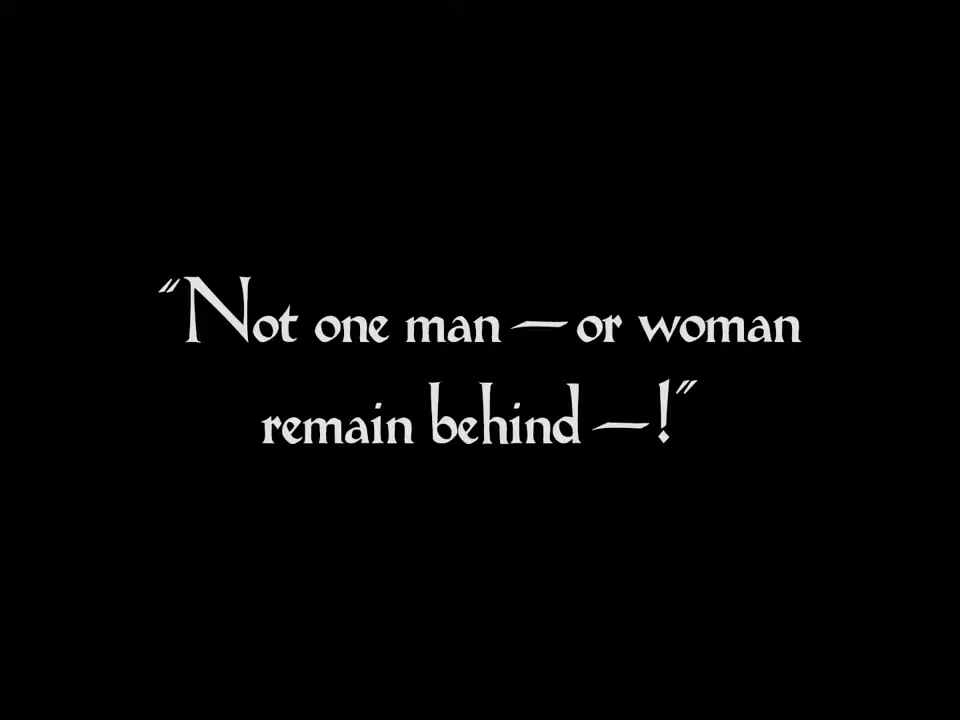 “Not one man — or woman
remain behind — !”